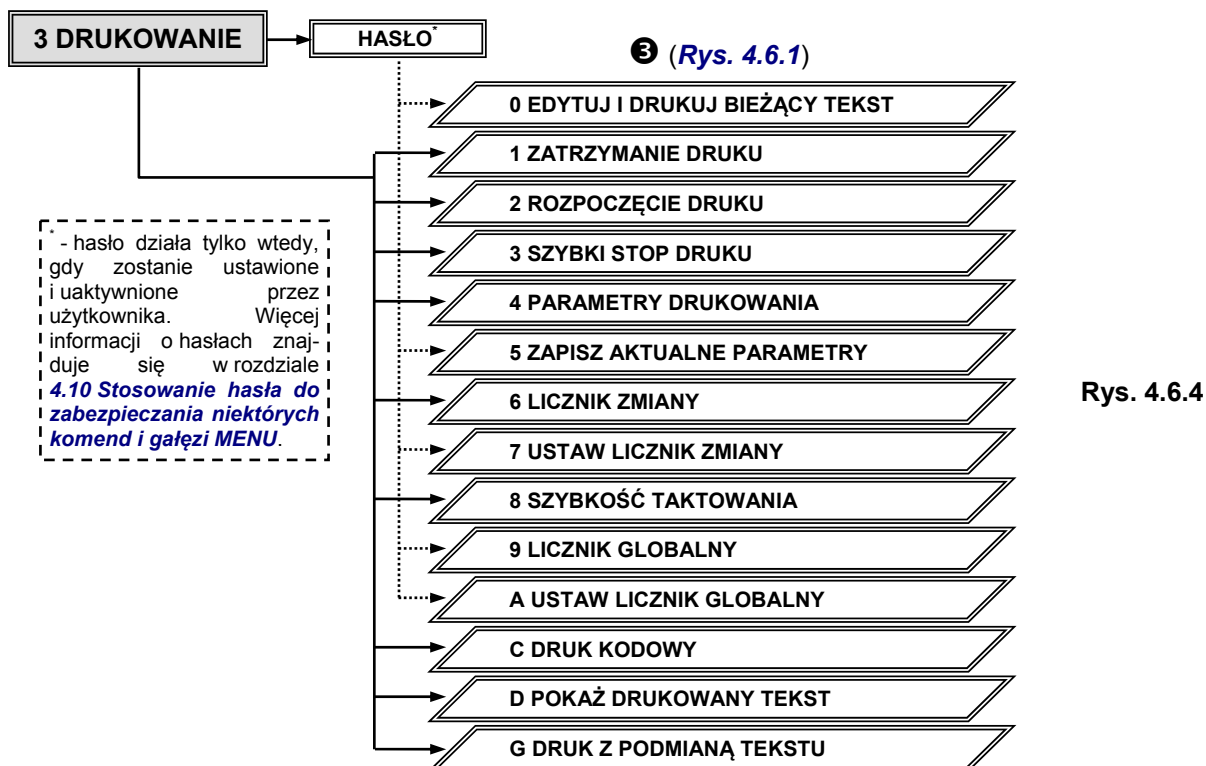 3 DRUKOWANIE
HASŁO*
❸ (Rys. 4.6.1)
0 EDYTUJ I DRUKUJ BIEŻĄCY TEKST
1 ZATRZYMANIE DRUKU
2 ROZPOCZĘCIE DRUKU
3 SZYBKI STOP DRUKU
4 PARAMETRY DRUKOWANIA
5 ZAPISZ AKTUALNE PARAMETRY
6 LICZNIK ZMIANY
7 USTAW LICZNIK ZMIANY
8 SZYBKOŚĆ TAKTOWANIA
9 LICZNIK GLOBALNY
A USTAW LICZNIK GLOBALNY
C DRUK KODOWY
D POKAŻ DRUKOWANY TEKST
G DRUK Z PODMIANĄ TEKSTU
* - hasło działa tylko wtedy,
gdy zostanie ustawione
i uaktywnione przez
użytkownika. Więcej
informacji o hasłach znaj-
duje się w rozdziale
4.10 Stosowanie hasła do
zabezpieczania niektórych
komend i gałęzi MENU.
Rys. 4.6.4